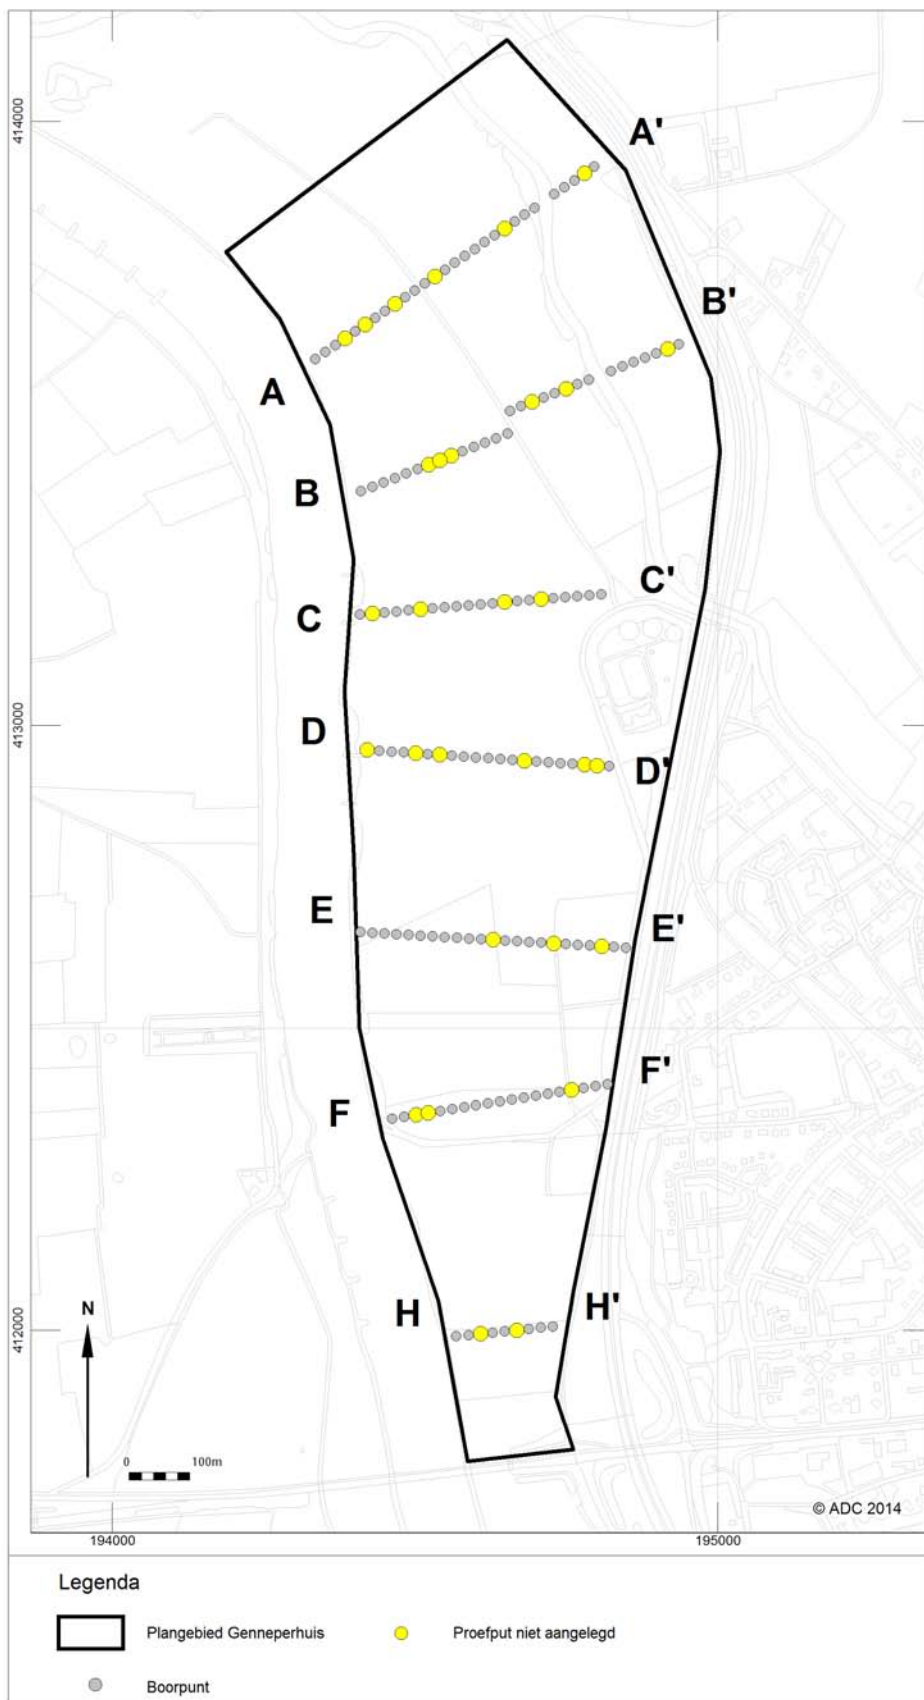 414000
A'
B'
A
B
C'
C
413000
D
D'
E
E'
F'
F
H
H'
412000
N
0 100m
© ADC 2014
194000 195000
Legenda
Plangebied Genneperhuis
Proefput niet aangelegd
Boorpunt